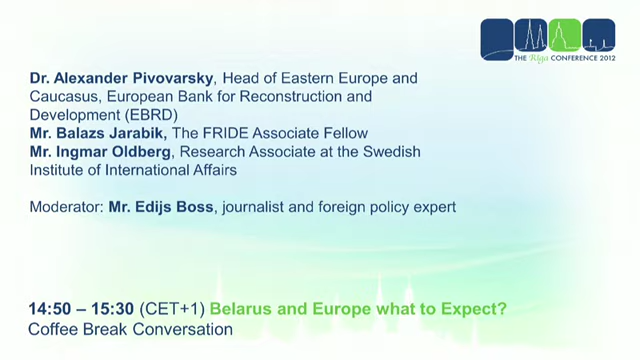 THE Riga CONFERENCE 2012
Dr. Alexander Pivovarsky, Head of Eastern Europe and
Caucasus, European Bank for Reconstruction and
Development (EBRD)
Mr. Balazs Jarabik, The FRIDE Associate Fellow
Mr. Ingmar Oldberg, Research Associate at the Swedish
Institute of International Affairs
Moderator: Mr. Edijs Boss, journalist and foreign policy expert
14:50 – 15:30 (CET+1) Belarus and Europe what to Expect?
Coffee Break Conversation